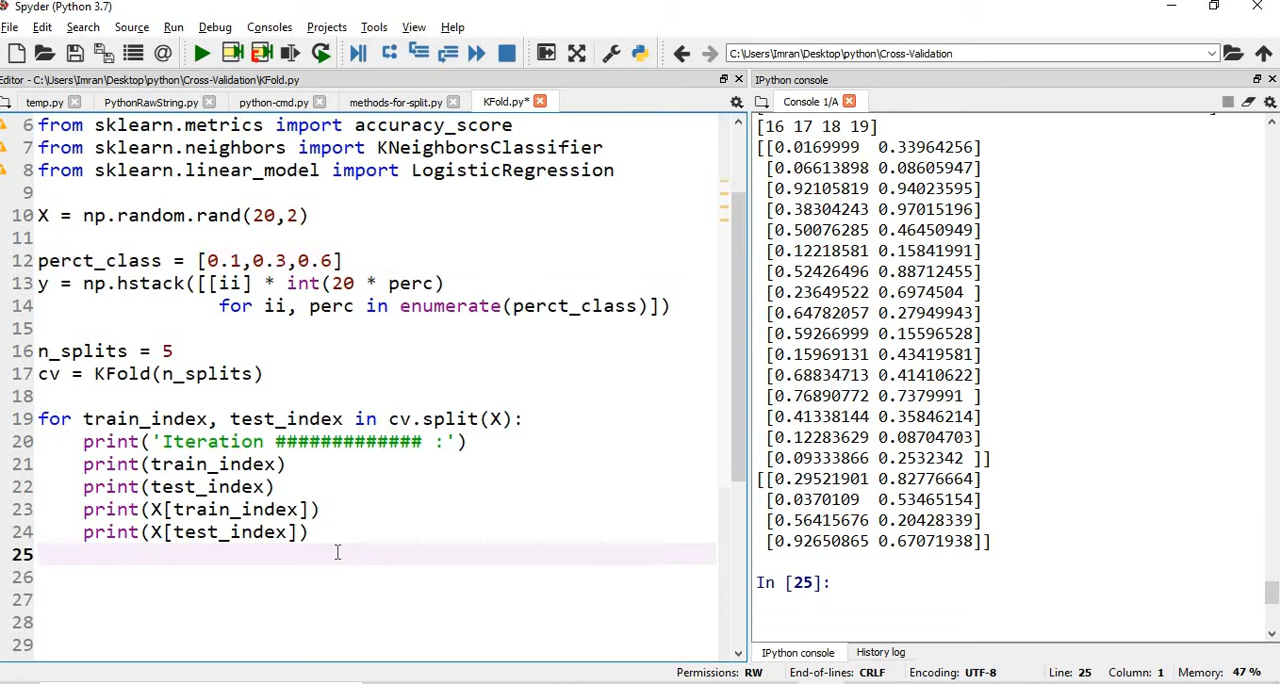 Spyder (Python 3.7)
File Edit Search Source Run Debug Consoles Projects Tools View Help
C:\Users\Imran\Desktop\python\Cross-Validation
Editor - C:\Users\Imran\Desktop\python\Cross-Validation\KFold.py
IPython console
temp.py PythonRawString.py python-cmd.py methods-for-split.py KFold.py*
Console 1/A
6 from sklearn.metrics import accuracy_score
7 from sklearn.neighbors import KNeighborsClassifier
8 from sklearn.linear_model import LogisticRegression
9
10 X = np.random.rand(20,2)
11
12 perct_class = [0.1,0.3,0.6]
13 y = np.hstack([[ii] * int(20 * perc)
14 for ii, perc in enumerate(perct_class)])
15
16 n_splits = 5
17 cv = KFold(n_splits)
18
19 for train_index, test_index in cv.split(X):
20 print('Iteration ############# :')
21 print(train_index)
22 print(test_index)
23 print(X[train_index])
24 print(X[test_index])
25
26
27
28
29
[16 17 18 19]
[[0.0169999 0.33964256]
[0.06613898 0.08605947]
[0.92105819 0.94023595]
[0.38304243 0.97015196]
[0.50076285 0.46450949]
[0.12218581 0.15841991]
[0.52426496 0.88712455]
[0.23649522 0.6974504 ]
[0.64782057 0.27949943]
[0.59266999 0.15596528]
[0.15969131 0.43419581]
[0.68834713 0.41410622]
[0.76890772 0.7379991 ]
[0.41338144 0.35846214]
[0.12283629 0.08704703]
[0.09333866 0.2532342 ]]
[[0.29521901 0.82776664]
[0.0370109 0.53465154]
[0.56415676 0.20428339]
[0.92650865 0.67071938]]
In [25]:
IPython console History log
Permissions: RW End-of-lines: CRLF Encoding: UTF-8 Line: 25 Column: 1 Memory: 47 %